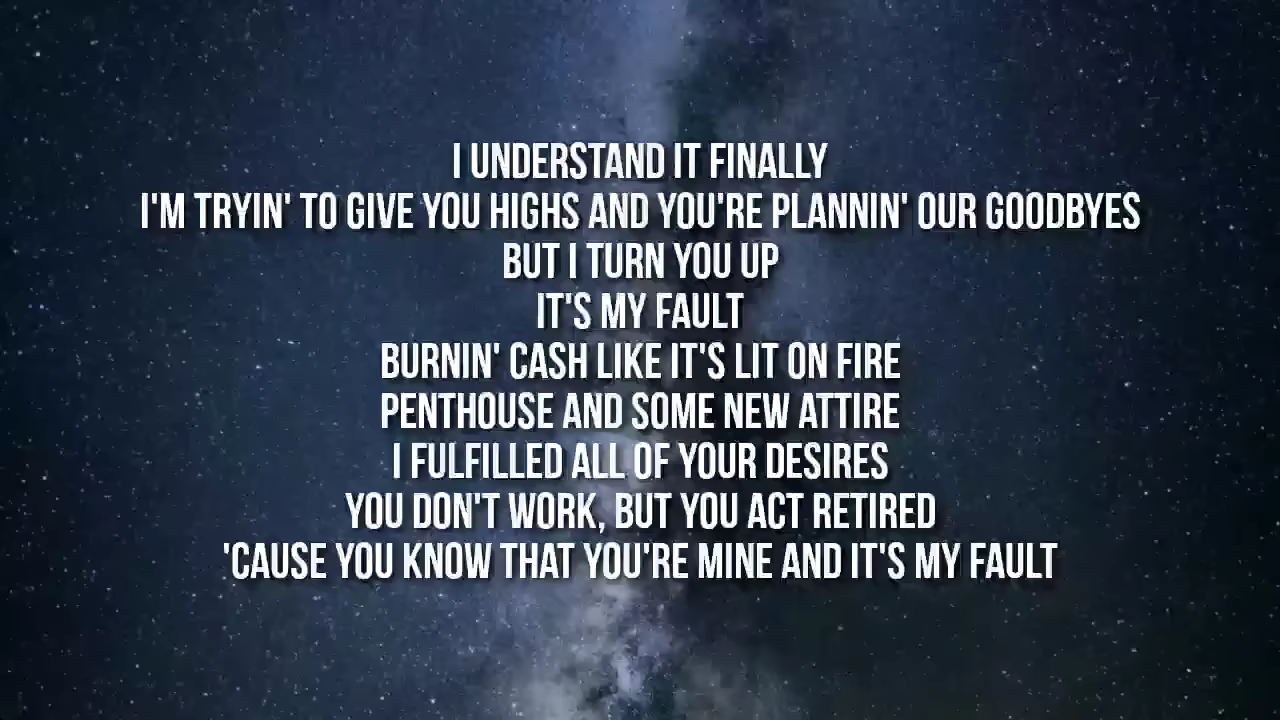 I UNDERSTAND IT FINALLY
I'M TRYIN' TO GIVE YOU HIGHS AND YOU'RE PLANNIN' OUR GOODBYES
BUT I TURN YOU UP
IT'S MY FAULT
BURNIN' CASH LIKE IT'S LIT ON FIRE
PENTHOUSE AND SOME NEW ATTIRE
I FULFILLED ALL OF YOUR DESIRES
YOU DON'T WORK, BUT YOU ACT RETIRED
'CAUSE YOU KNOW THAT YOU'RE MINE AND IT'S MY FAULT